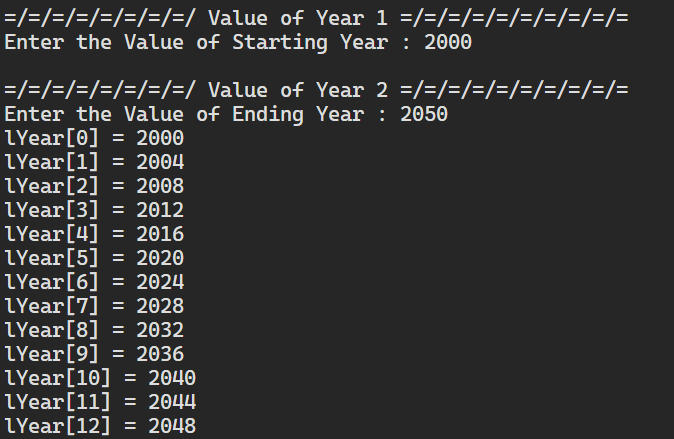 =/=/=/=/=/=/=/=/ Value of Year 1 =/=/=/=/=/=/=/=/=/=
Enter the Value of Starting Year : 2000
=/=/=/=/=/=/=/=/ Value of Year 2 =/=/=/=/=/=/=/=/=/=
Enter the Value of Ending Year : 2050
lYear[0] = 2000
lYear[1] = 2004
lYear[2] = 2008
lYear[3] = 2012
lYear[4] = 2016
lYear[5] = 2020
lYear[6] = 2024
lYear[7] = 2028
lYear[8] = 2032
lYear[9] = 2036
lYear[10] = 2040
lYear[11] = 2044
lYear[12] = 2048